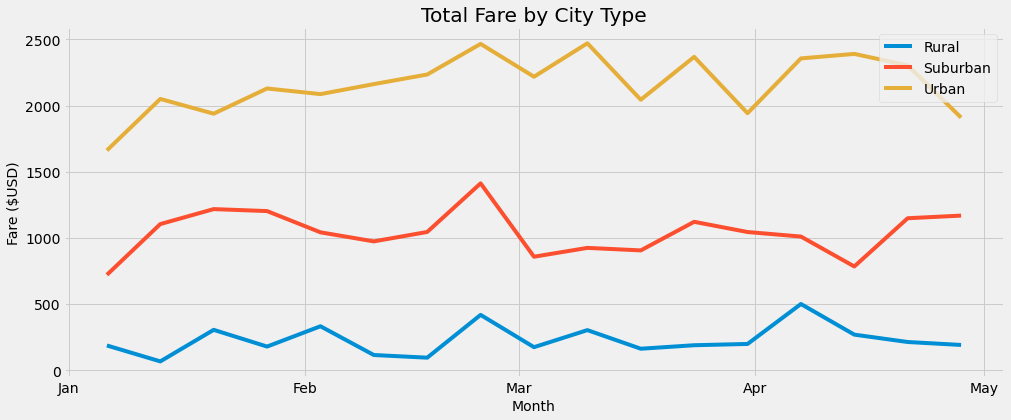 Total Fare by City Type
Rural
Suburban
Urban
Fare ($USD)
2500
2000
1500
1000
500
0
Jan Feb Mar Apr May
Month